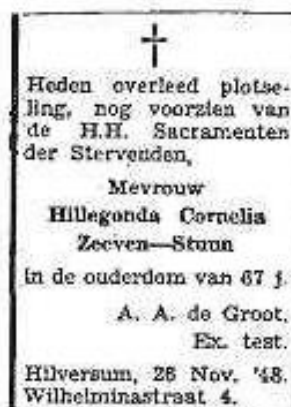 Heden overleed plotse-
ling, nog voorzien van
de H.H. Sacramenten
der Stervenden,
Mevrouw
Hillegonda Cornelia
Zeeven—Stuun
in de ouderdom van 67 j.
A. A. de Groot,
Ex. test.
Hilversum, 26 Nov. '48.
Wilhelminastraat 4.